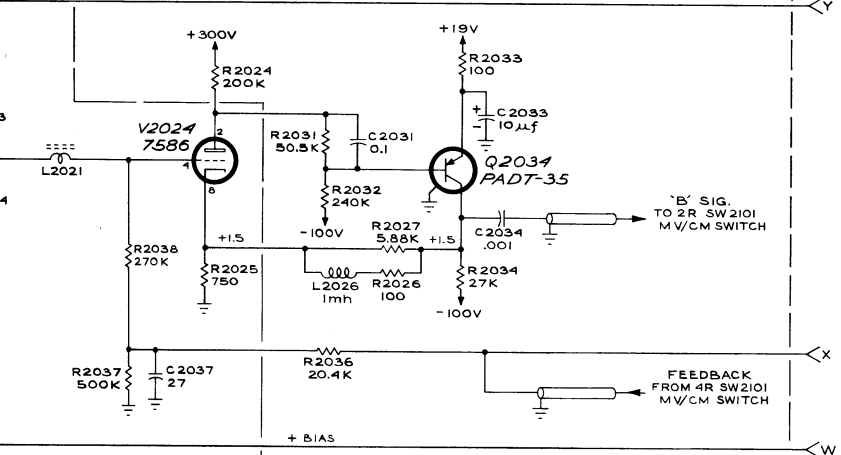 Y
+300V
+19V
R2024
200K
R2033
100
C2033
10µf
+
-
3
V2024
7586
2
4
8
R2031
50.5K
C2031
0.1
Q2034
PADT-35
L2021
R2032
240K
-100V
4
'B' SIG.
TO 2R SW2101
MV/CM SWITCH
C2034
.001
R2027
5.88K
+1.5
+1.5
R2038
270K
R2025
750
L2026
1mh
R2026
100
R2034
27K
-100V
X
R2036
20.4K
R2037
500K
C2037
27
FEEDBACK
FROM 4R SW2101
MV/CM SWITCH
+ BIAS
W